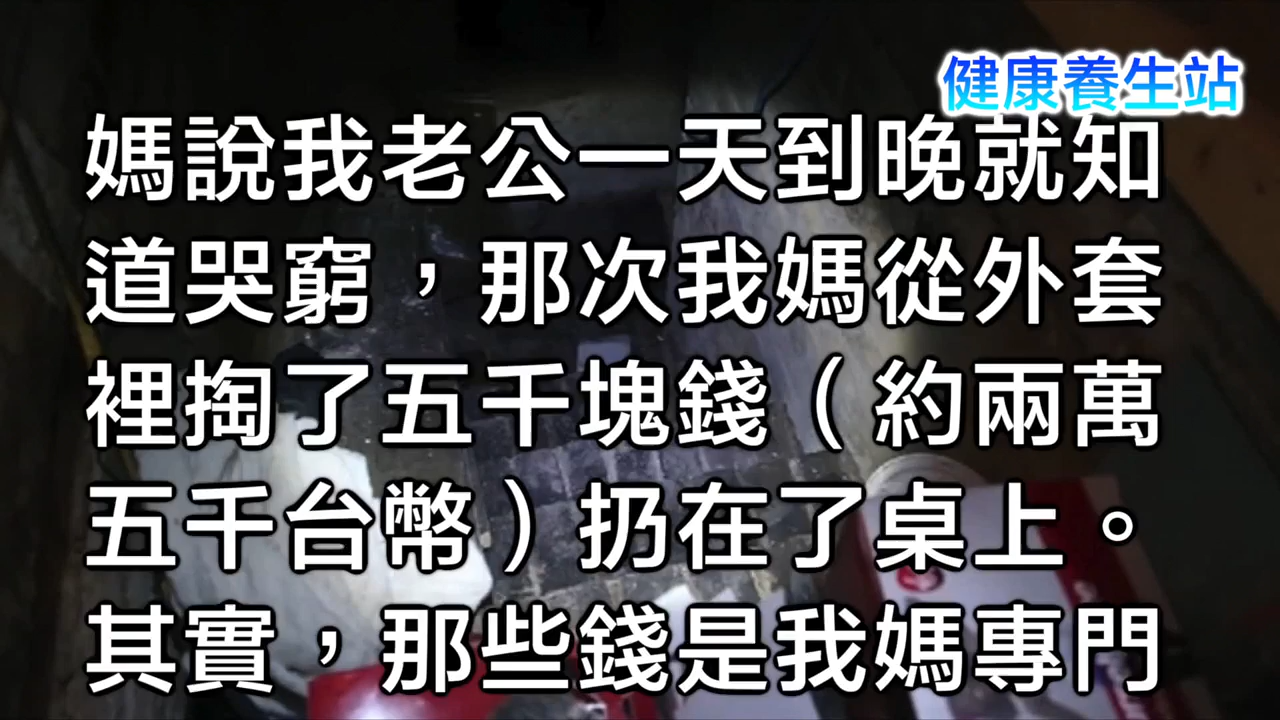 健康養生站
媽說我老公一天到晚就知
道哭窮，那次我媽從外套
裡掏了五千塊錢（約兩萬
五千台幣）扔在了桌上。
其實，那些錢是我媽專門